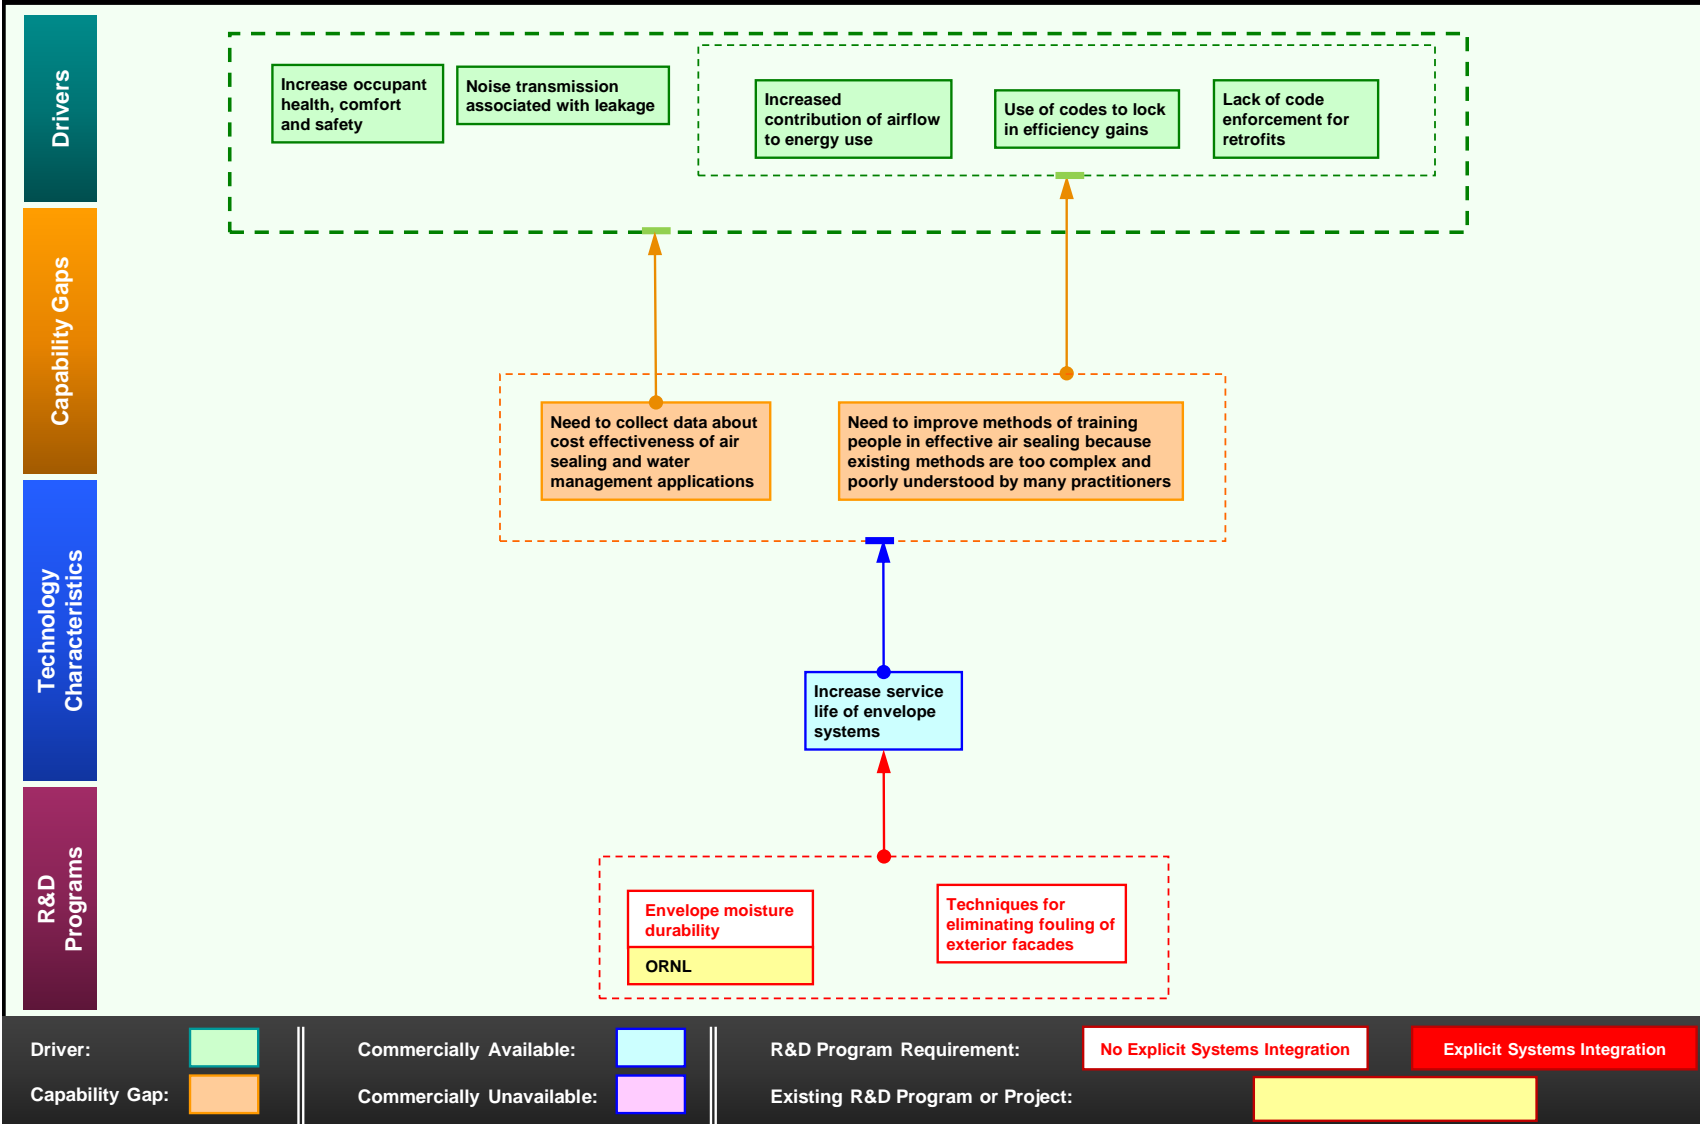 Drivers
Increase occupant
health, comfort
and safety
Noise transmission
associated with leakage
Increased
contribution of airflow
to energy use
Use of codes to lock
in efficiency gains
Lack of code
enforcement for
retrofits
Capability Gaps
Need to collect data about
cost effectiveness of air
sealing and water
management applications
Need to improve methods of training
people in effective air sealing because
existing methods are too complex and
poorly understood by many practitioners
Technology
Characteristics
Increase service
life of envelope
systems
R&D
Programs
Envelope moisture
durability
ORNL
Techniques for
eliminating fouling of
exterior facades
Driver:
Capability Gap:
Commercially Available:
Commercially Unavailable:
R&D Program Requirement:
No Explicit Systems Integration
Explicit Systems Integration
Existing R&D Program or Project: